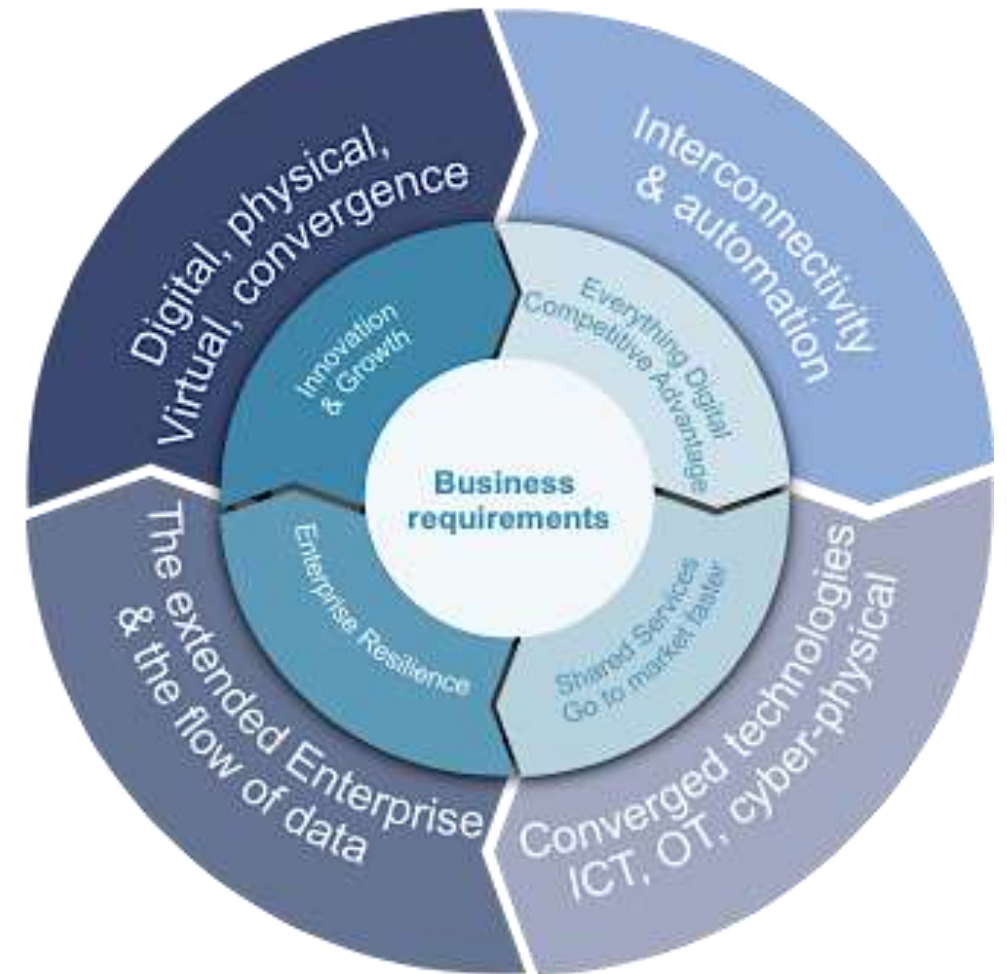 Digital, physical,
Virtual, convergence
Interconnectivity
& automation
Innovation
& Growth
Everything Digital
Competitive Advantage
Business
requirements
Enterprise Resilience
Shared Services
Go to market faster
The extended Enterprise
& the flow of data
Converged technologies
ICT, OT, cyber-physical